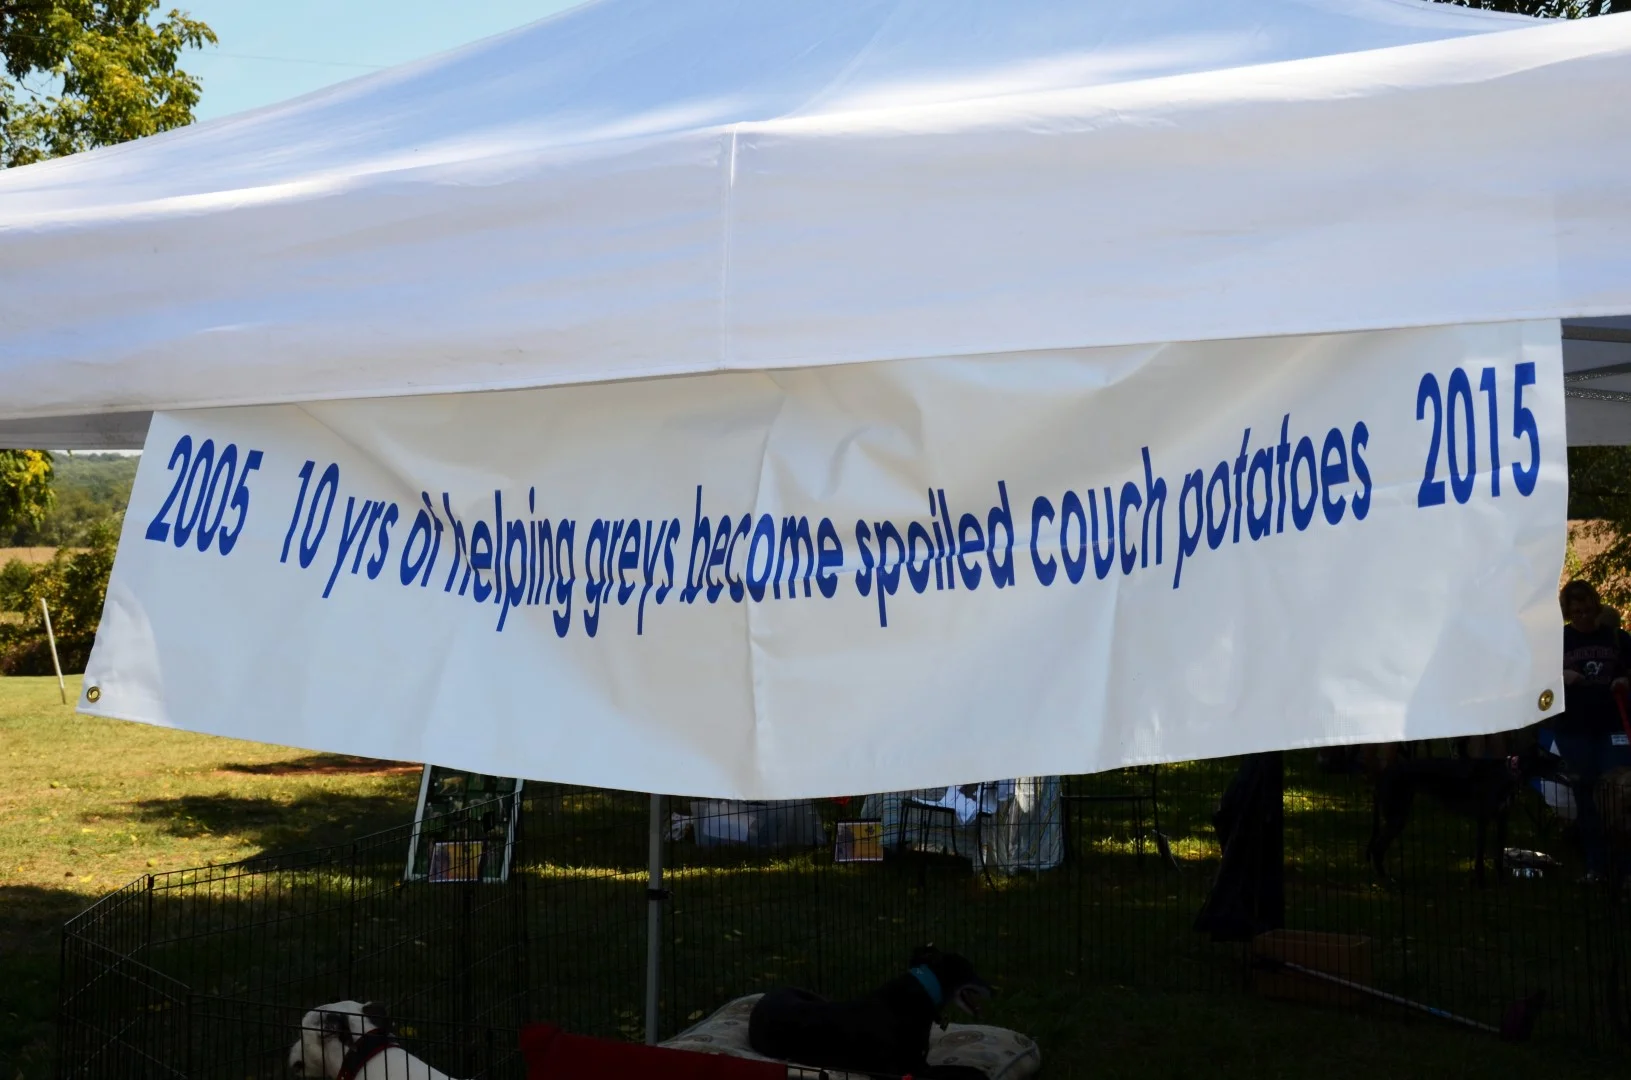 2005 10 yrs of helping greys become spoiled couch potatoes 2015